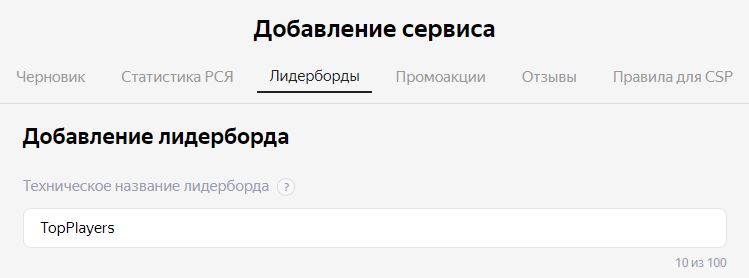 Добавление сервиса
Черновик Статистика РСЯ Лидерборды Промоакции Отзывы Правила для CSP
Добавление лидерборда
Техническое название лидерборда ?
TopPlayers
10 из 100